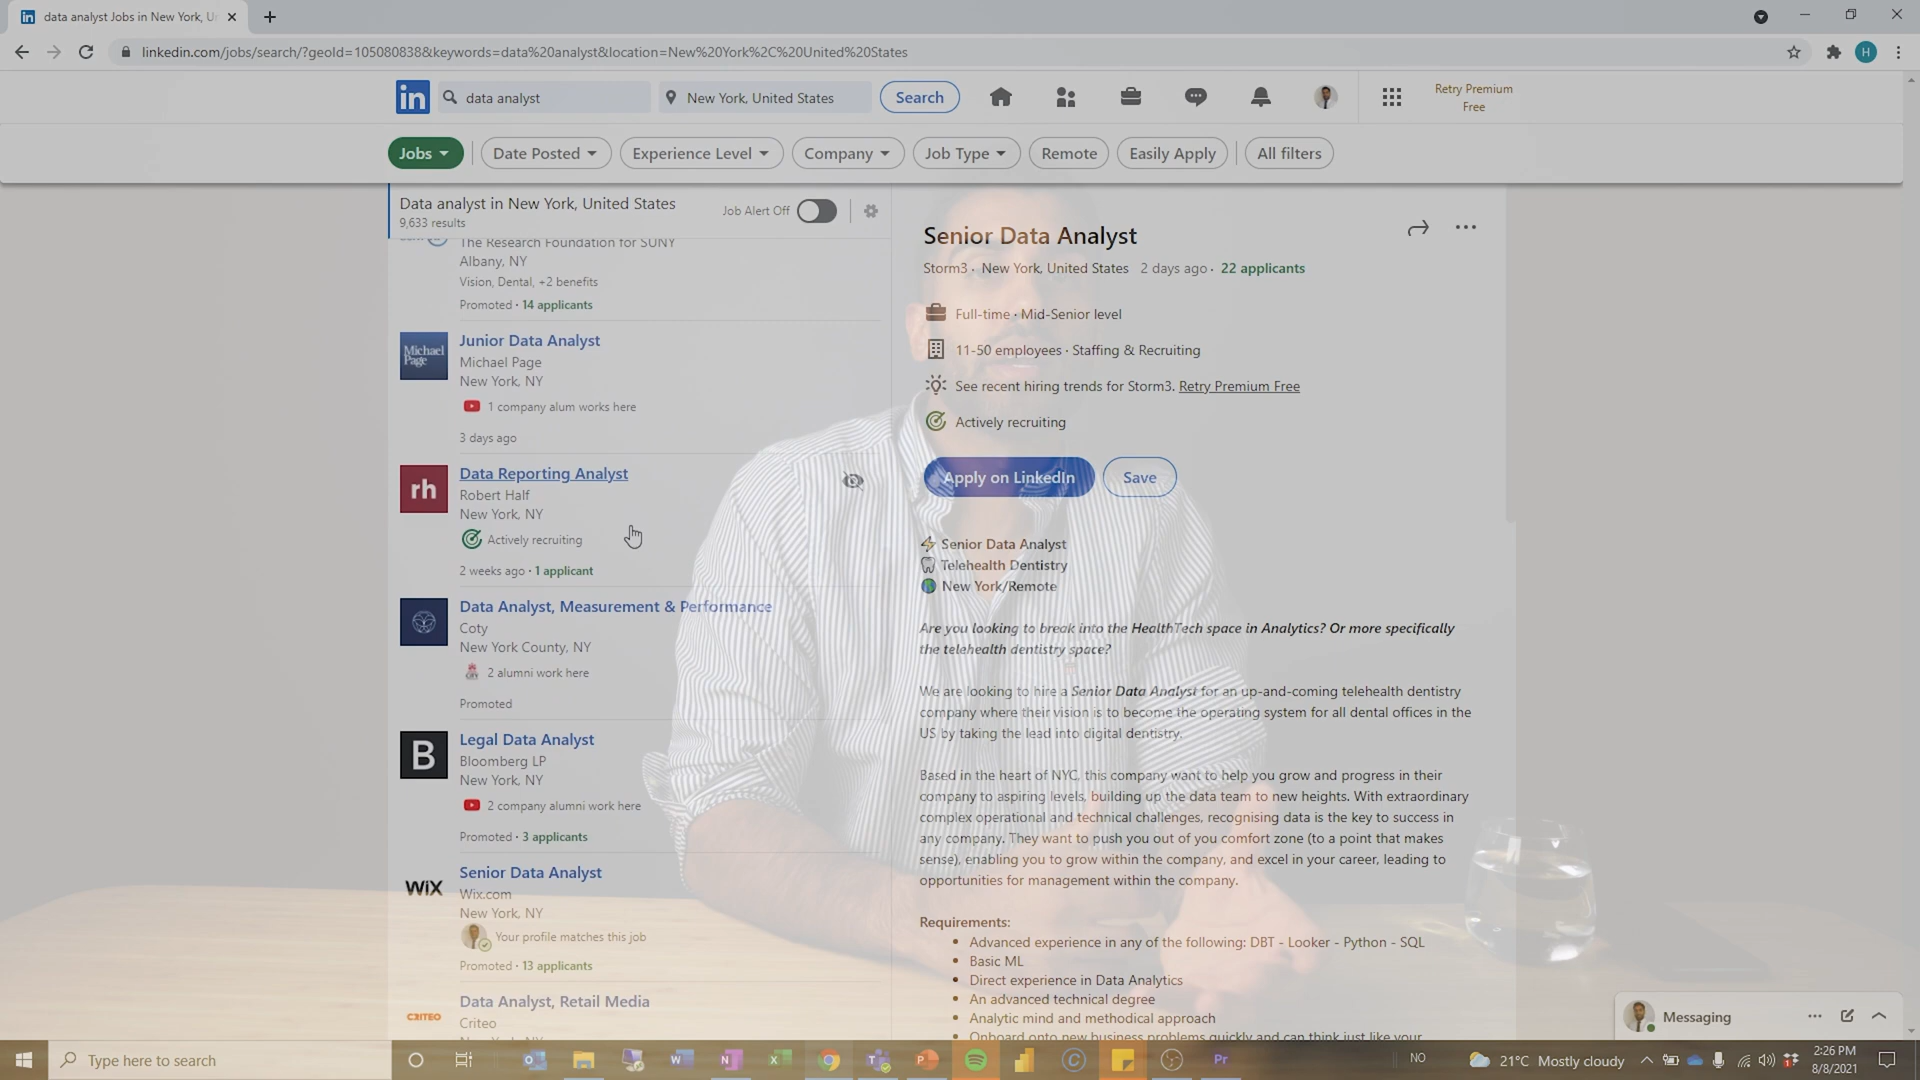 data analyst Jobs in New York, U
linkedin.com/jobs/search/?geoId=105080838&keywords=data%20analyst&location=New%20York%2C%20United%20States
H
in
data analyst
New York, United States
Search
Retry Premium
Free
Jobs
Date Posted
Experience Level
Company
Job Type
Remote
Easily Apply
All filters
Data analyst in New York, United States
9,633 results
Job Alert Off
The Research Foundation for SUNY
Albany, NY
Vision, Dental, +2 benefits
Promoted · 14 applicants
Michael
Page
Junior Data Analyst
Michael Page
New York, NY
1 company alum works here
3 days ago
rh
Data Reporting Analyst
Robert Half
New York, NY
Actively recruiting
2 weeks ago · 1 applicant
Data Analyst, Measurement & Performance
Coty
New York County, NY
2 alumni work here
Promoted
B
Legal Data Analyst
Bloomberg LP
New York, NY
2 company alumni work here
Promoted · 3 applicants
WiX
Senior Data Analyst
Wix.com
New York, NY
Your profile matches this job
Promoted · 13 applicants
CRITEO
Data Analyst, Retail Media
Criteo
Senior Data Analyst
Storm3 · New York, United States 2 days ago · 22 applicants
Full-time · Mid-Senior level
11-50 employees · Staffing & Recruiting
See recent hiring trends for Storm3. Retry Premium Free
Actively recruiting
Apply on LinkedIn
Save
Senior Data Analyst
Telehealth Dentistry
New York/Remote
Are you looking to break into the HealthTech space in Analytics? Or more specifically
the telehealth dentistry space?
We are looking to hire a Senior Data Analyst for an up-and-coming telehealth dentistry
company where their vision is to become the operating system for all dental offices in the
US by taking the lead into digital dentistry.
Based in the heart of NYC, this company want to help you grow and progress in their
company to aspiring levels, building up the data team to new heights. With extraordinary
complex operational and technical challenges, recognising data is the key to success in
any company. They want to push you out of you comfort zone (to a point that makes
sense), enabling you to grow within the company, and excel in your career, leading to
opportunities for management within the company.
Requirements:
Advanced experience in any of the following: DBT - Looker - Python - SQL
Basic ML
Direct experience in Data Analytics
An advanced technical degree
Analytic mind and methodical approach
Onboard onto new business problems quickly and can think just like your
Messaging
Type here to search
NO
21°C Mostly cloudy
2:26 PM
8/8/2021